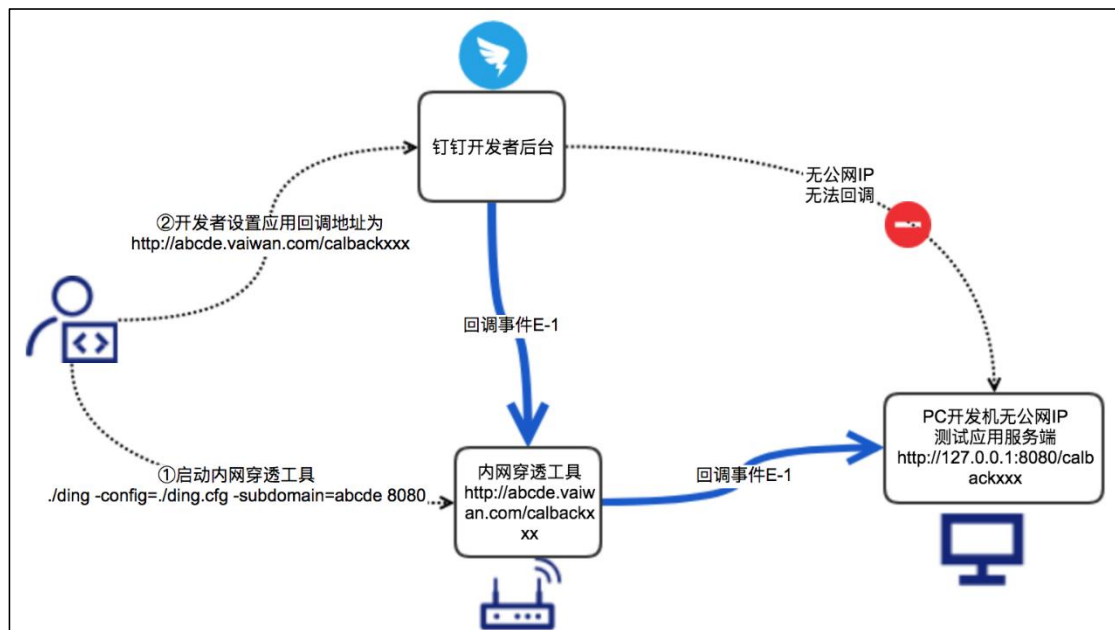 钉钉开发者后台
无公网IP
无法回调
②开发者设置应用回调地址为
http://abcde.vaiwan.com/calbackxxx
回调事件E-1
①启动内网穿透工具
./ding -config=./ding.cfg -subdomain=abcde 8080
内网穿透工具
http://abcde.vaiw
an.com/calbackx
xx
回调事件E-1
PC开发机无公网IP
测试应用服务端
http://127.0.0.1:8080/calb
ackxxx